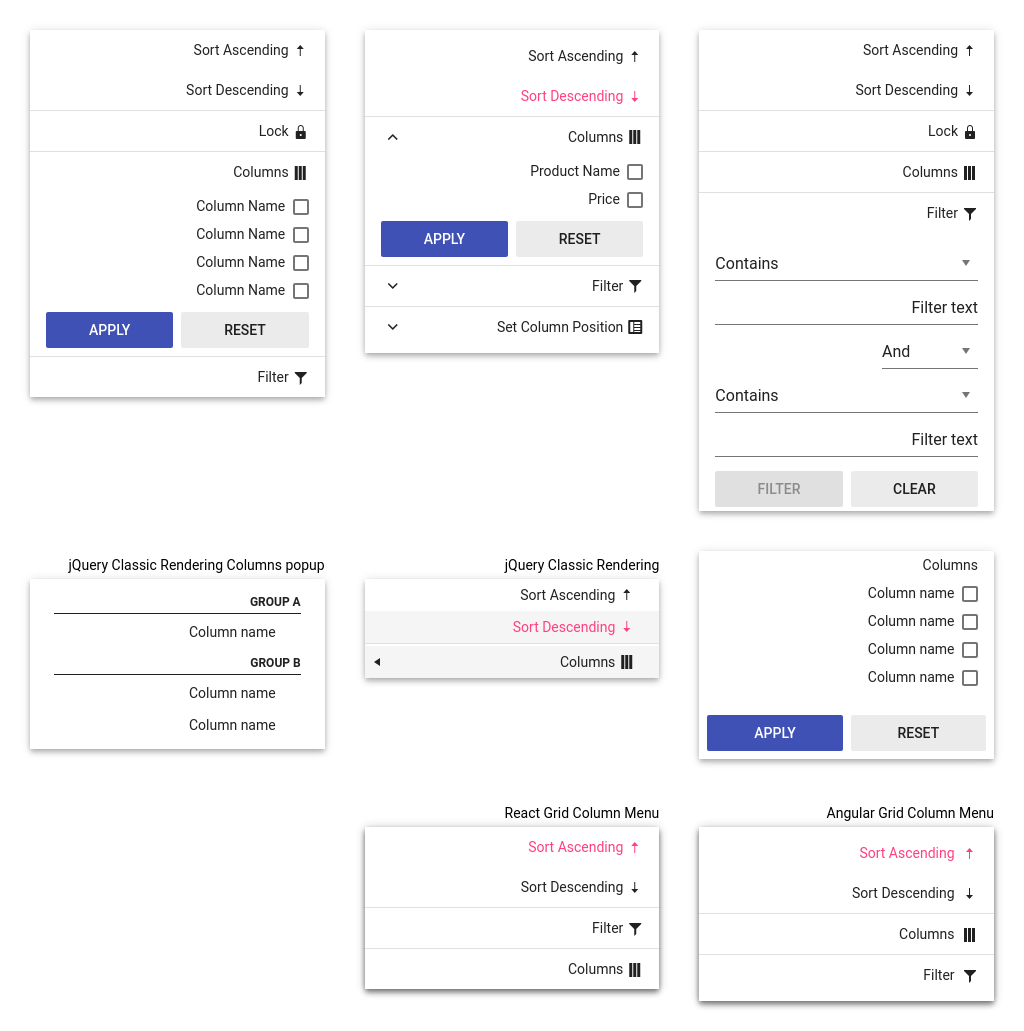 Sort Ascending
Sort Descending
Lock
Columns
Column Name
Column Name
Column Name
Column Name
APPLY RESET
Filter
Sort Ascending
Sort Descending
Columns
Product Name
Price
APPLY RESET
Filter
Set Column Position
Sort Ascending
Sort Descending
Lock
Columns
Filter
Contains
Filter text
And
Contains
Filter text
FILTER CLEAR
jQuery Classic Rendering Columns popup
GROUP A
Column name
GROUP B
Column name
Column name
jQuery Classic Rendering
Sort Ascending
Sort Descending
Columns
Columns
Column name
Column name
Column name
Column name
APPLY RESET
React Grid Column Menu
Sort Ascending
Sort Descending
Filter
Columns
Angular Grid Column Menu
Sort Ascending
Sort Descending
Columns
Filter